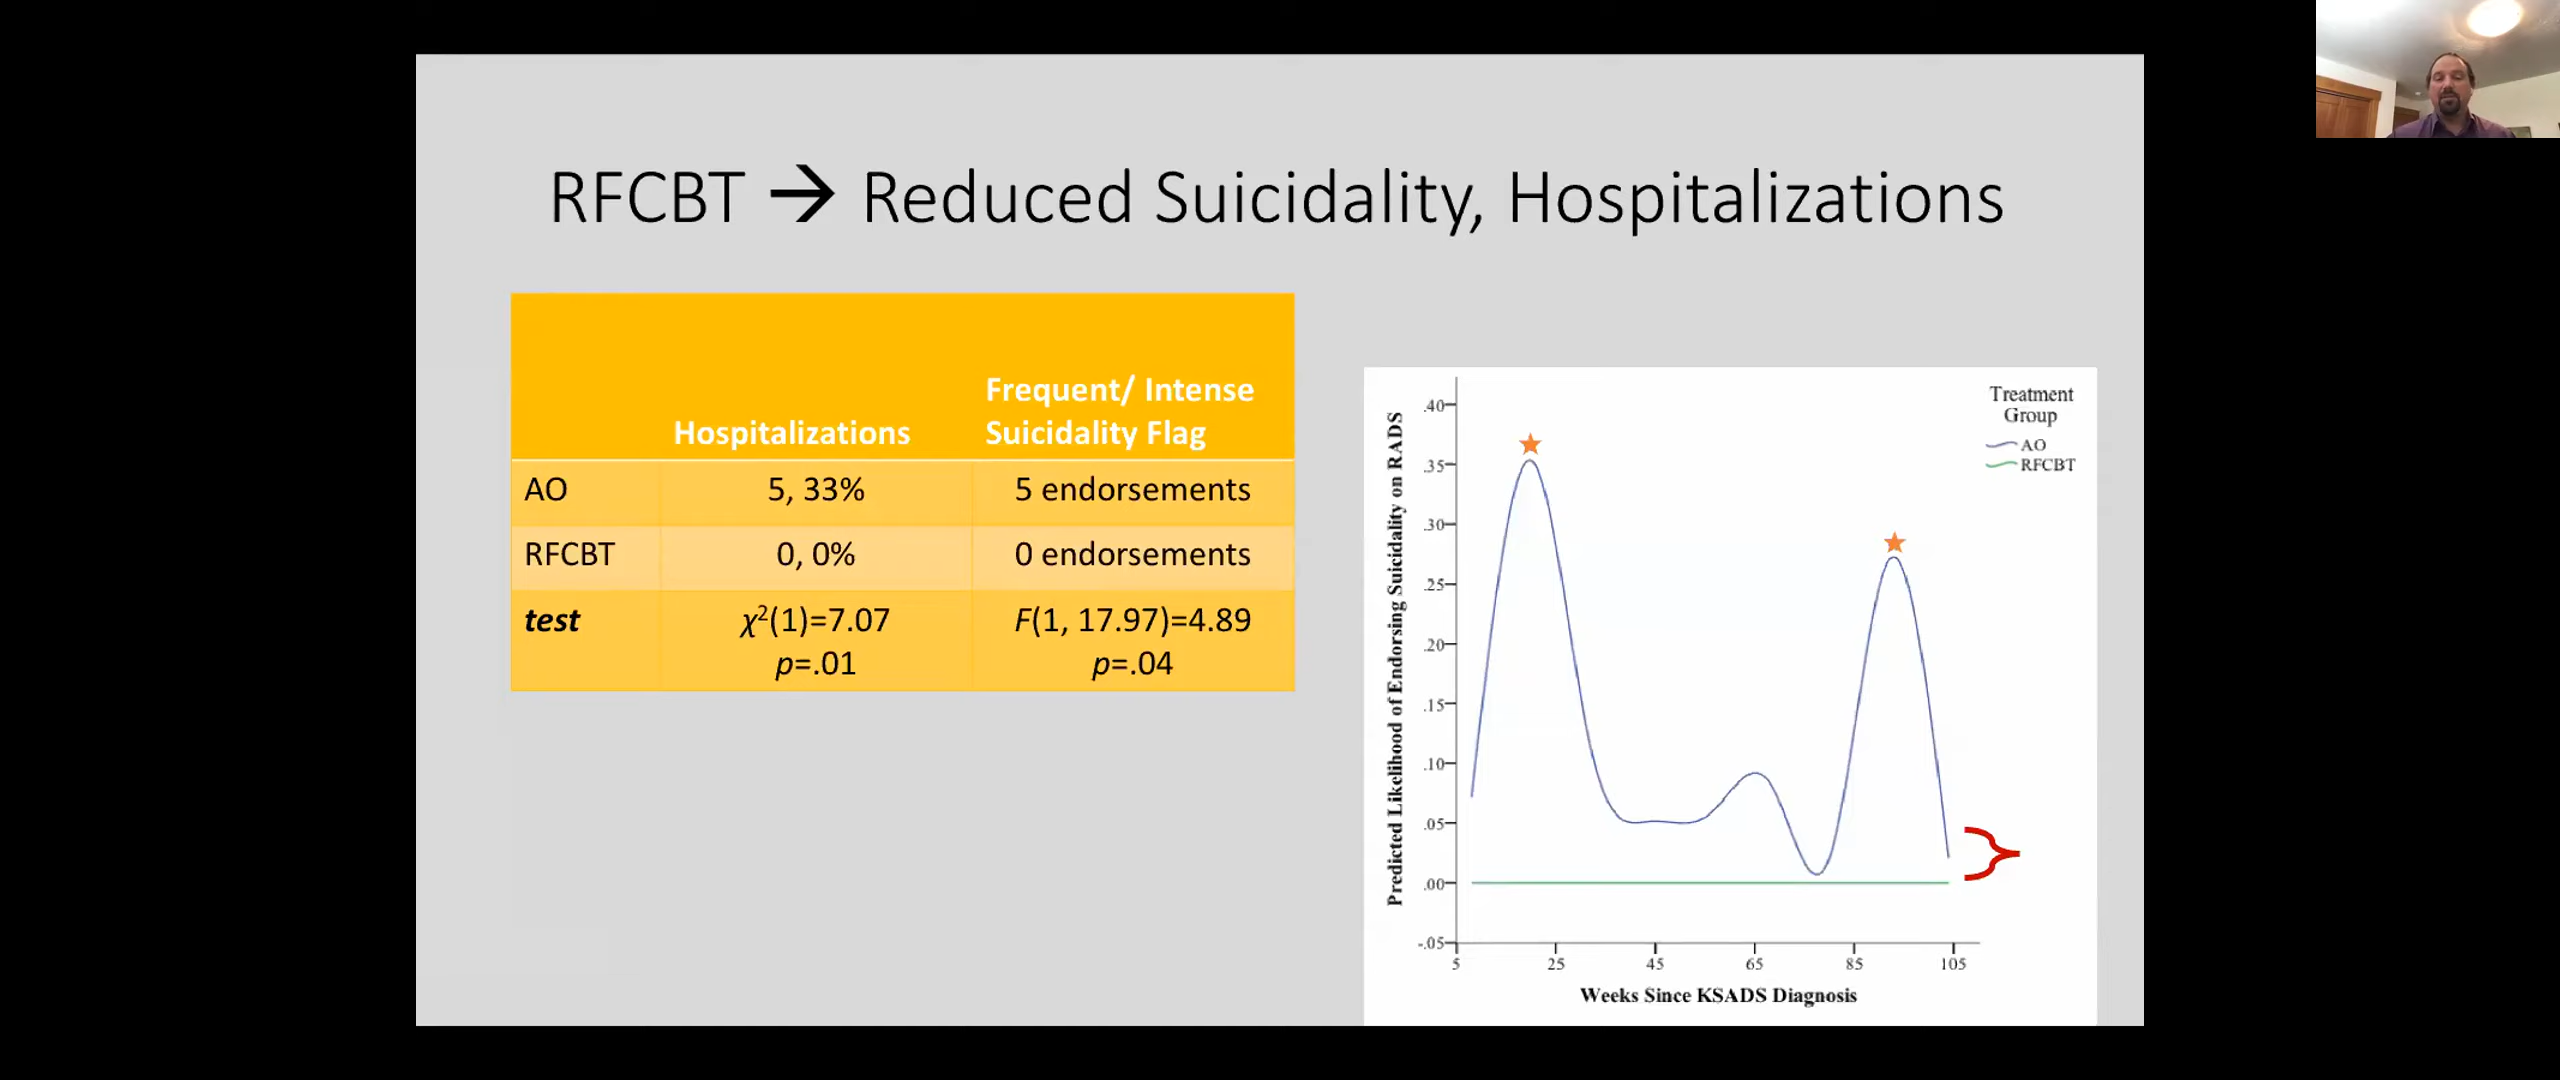 RFCBT → Reduced Suicidality, Hospitalizations
Hospitalizations
Frequent/ Intense
Suicidality Flag
AO
5, 33%
5 endorsements
RFCBT
0, 0%
0 endorsements
test
χ²(1)=7.07
p=.01
F(1, 17.97)=4.89
p=.04
Predicted Likelihood of Endorsing Suicidality on RADS
.40
.35
.30
.25
.20
.15
.10
.05
.00
-.05
5
25
45
65
85
105
Weeks Since KSADS Diagnosis
Treatment
Group
AO
RFCBT